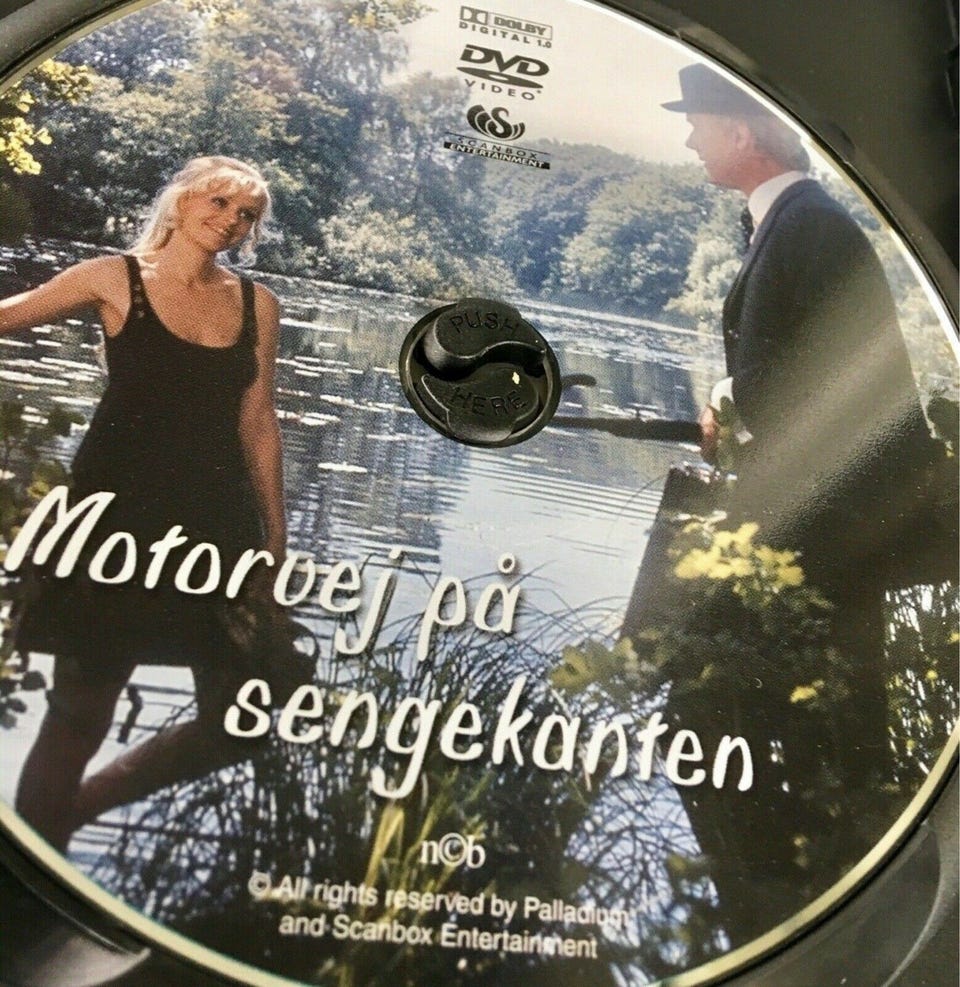 DOLBY
DIGITAL 1.0
DVD
VIDEO
S
SCANBOX
ENTERTAINMENT
PUSH
HERE
Motorvej på
sengekanten
n©b
© All rights reserved by Palladium
and Scanbox Entertainment